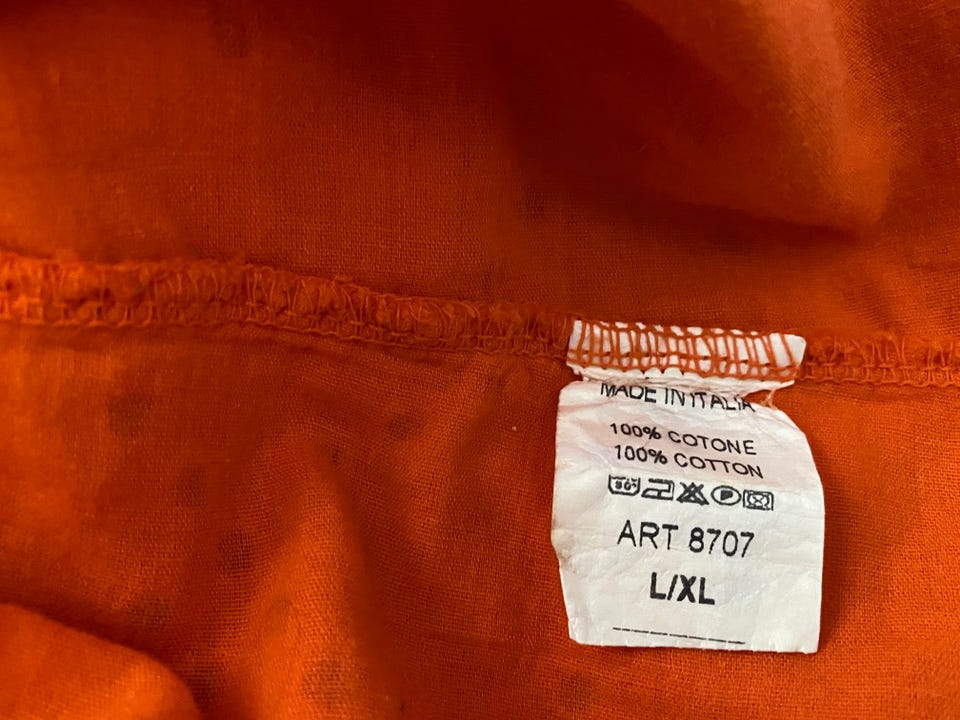 MADE IN ITALIA
100% COTONE
100% COTTON
P
ART 8707
L/XL